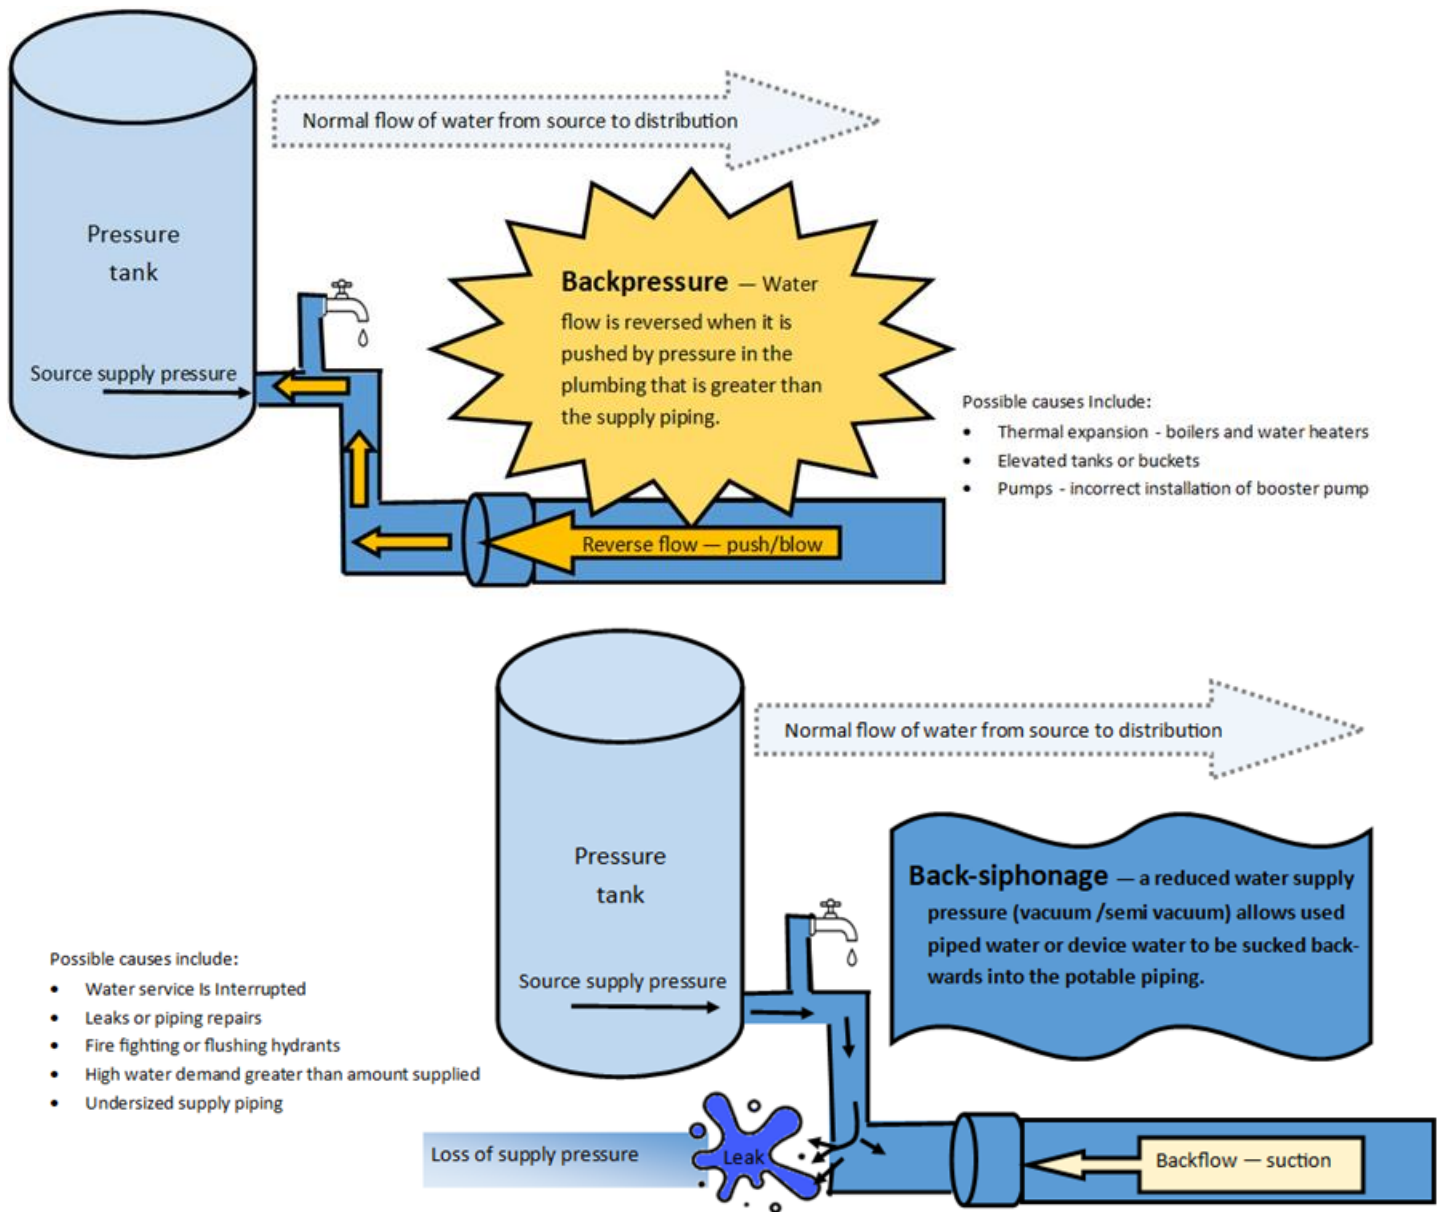 Normal flow of water from source to distribution
Pressure
tank
Source supply pressure
Backpressure — Water
flow is reversed when it is
pushed by pressure in the
plumbing that is greater than
the supply piping.
Possible causes Include:
• Thermal expansion - boilers and water heaters
• Elevated tanks or buckets
• Pumps - incorrect installation of booster pump
Reverse flow — push/blow
Normal flow of water from source to distribution
Pressure
tank
Source supply pressure
Back-siphonage — a reduced water supply
pressure (vacuum /semi vacuum) allows used
piped water or device water to be sucked back-
wards into the potable piping.
Possible causes include:
• Water service Is Interrupted
• Leaks or piping repairs
• Fire fighting or flushing hydrants
• High water demand greater than amount supplied
• Undersized supply piping
Loss of supply pressure
Leak
Backflow — suction